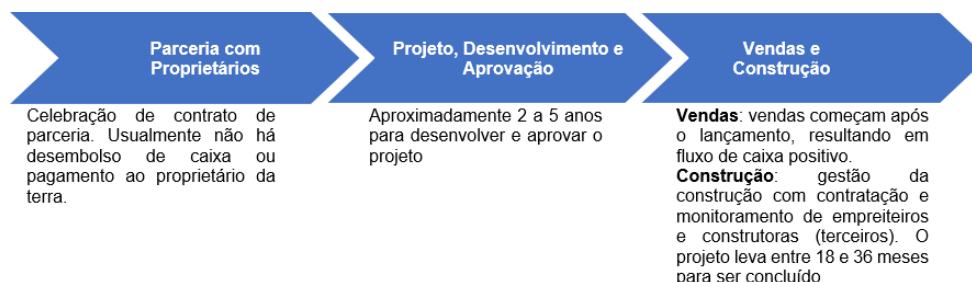 Parceria com
Proprietários
Projeto, Desenvolvimento e
Aprovação
Vendas e
Construção
Celebração de contrato de
parceria. Usualmente não há
desembolso de caixa ou
pagamento ao proprietário da
terra.
Aproximadamente 2 a 5 anos
para desenvolver e aprovar o
projeto
Vendas: vendas começam após
o lançamento, resultando em
fluxo de caixa positivo.
Construção: gestão da
construção com contratação e
monitoramento de empreiteiros
e construtoras (terceiros). O
projeto leva entre 18 e 36 meses
para ser concluído